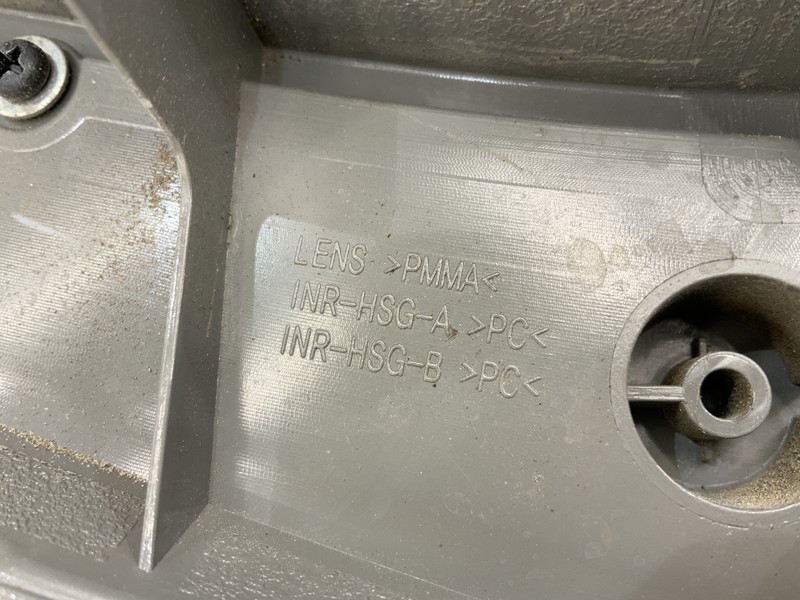 LENS >PMMA<
INR-HSG-A >PC<
INR-HSG-B >PC<